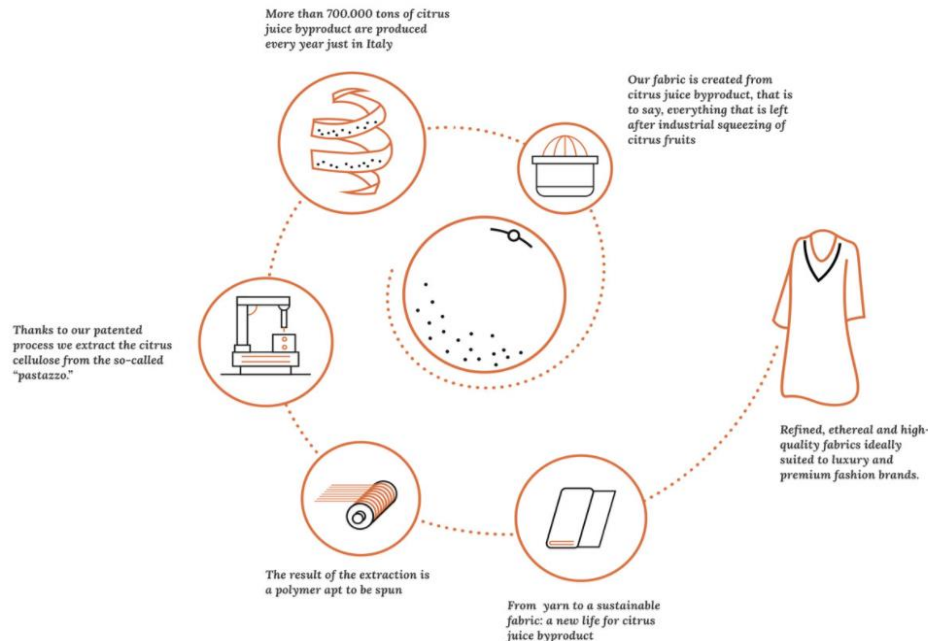 More than 700.000 tons of citrus
juice byproduct are produced
every year just in Italy
Our fabric is created from
citrus juice byproduct, that is
to say, everything that is left
after industrial squeezing of
citrus fruits
Thanks to our patented
process we extract the citrus
cellulose from the so-called
“pastazzo.”
The result of the extraction is
a polymer apt to be spun
From yarn to a sustainable
fabric: a new life for citrus
juice byproduct
Refined, ethereal and high-
quality fabrics ideally
suited to luxury and
premium fashion brands.